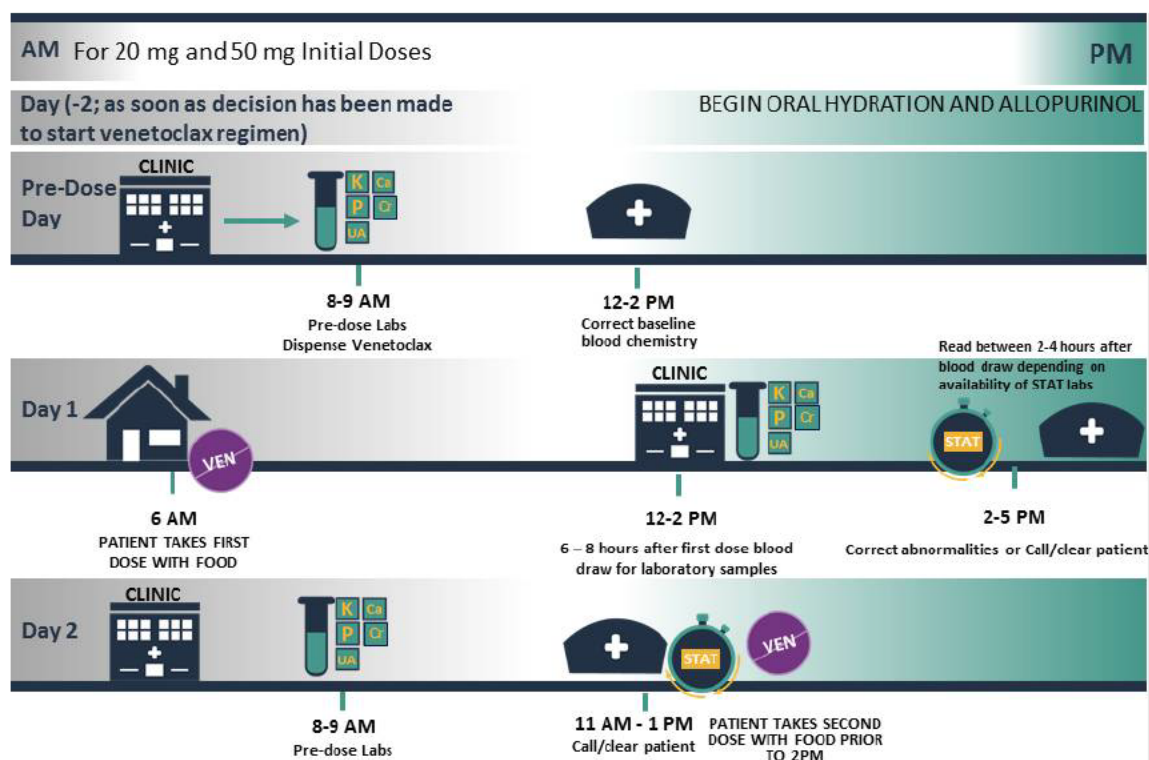 AM For 20 mg and 50 mg Initial Doses
PM
Day (-2; as soon as decision has been made
to start venetoclax regimen)
BEGIN ORAL HYDRATION AND ALLOPURINOL
Pre-Dose
Day
CLINIC
K Ca
P Cr
UA
8-9 AM
Pre-dose Labs
Dispense Venetoclax
12-2 PM
Correct baseline
blood chemistry
Day 1
VEN
CLINIC
K Ca
P Cr
UA
Read between 2-4 hours after
blood draw depending on
availability of STAT labs
STAT
6 AM
PATIENT TAKES FIRST
DOSE WITH FOOD
12-2 PM
6 – 8 hours after first dose blood
draw for laboratory samples
2-5 PM
Correct abnormalities or Call/clear patient
Day 2
CLINIC
K Ca
P Cr
UA
STAT
VEN
8-9 AM
Pre-dose Labs
11 AM - 1 PM
Call/clear patient
PATIENT TAKES SECOND
DOSE WITH FOOD PRIOR
TO 2PM